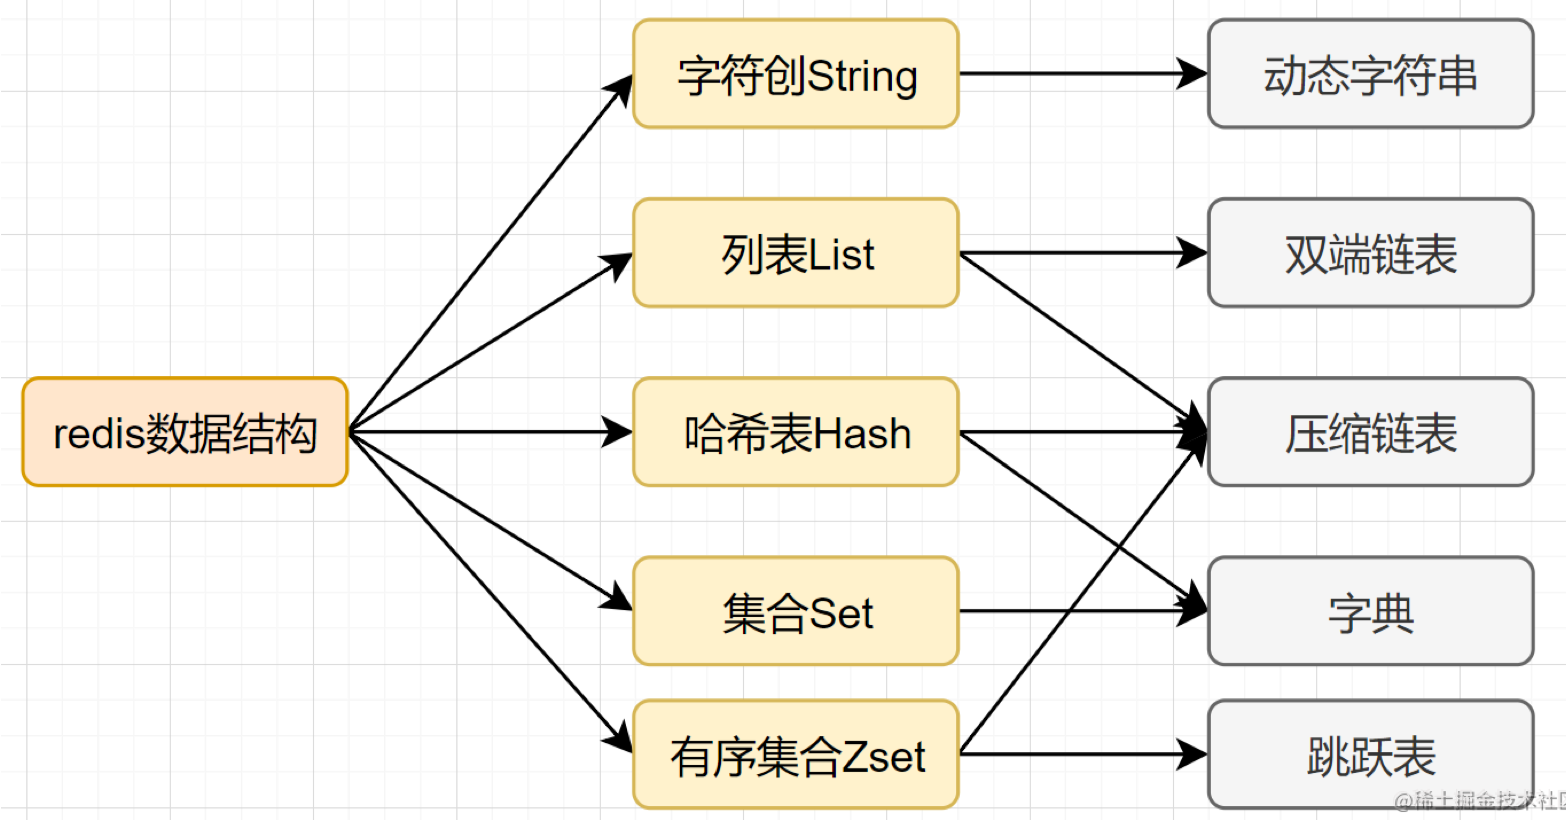 字符创String
动态字符串
列表List
双端链表
redis数据结构
哈希表Hash
压缩链表
集合Set
字典
有序集合Zset
跳跃表
@稀土掘金技术社区